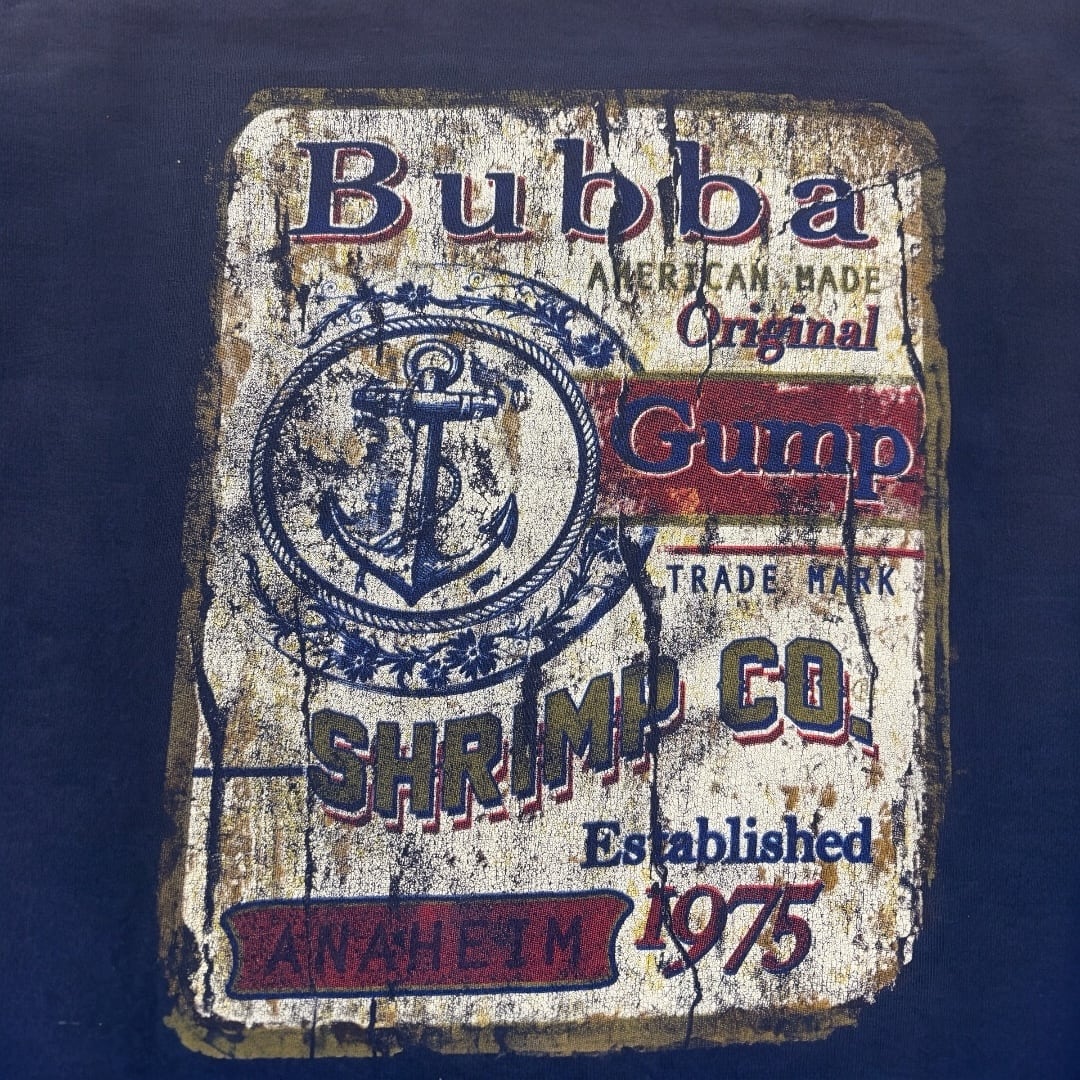 Bubba
AMERICAN MADE
Original
Gump
TRADE MARK
SHRIMP CO.
Established
1975
ANAHEIM